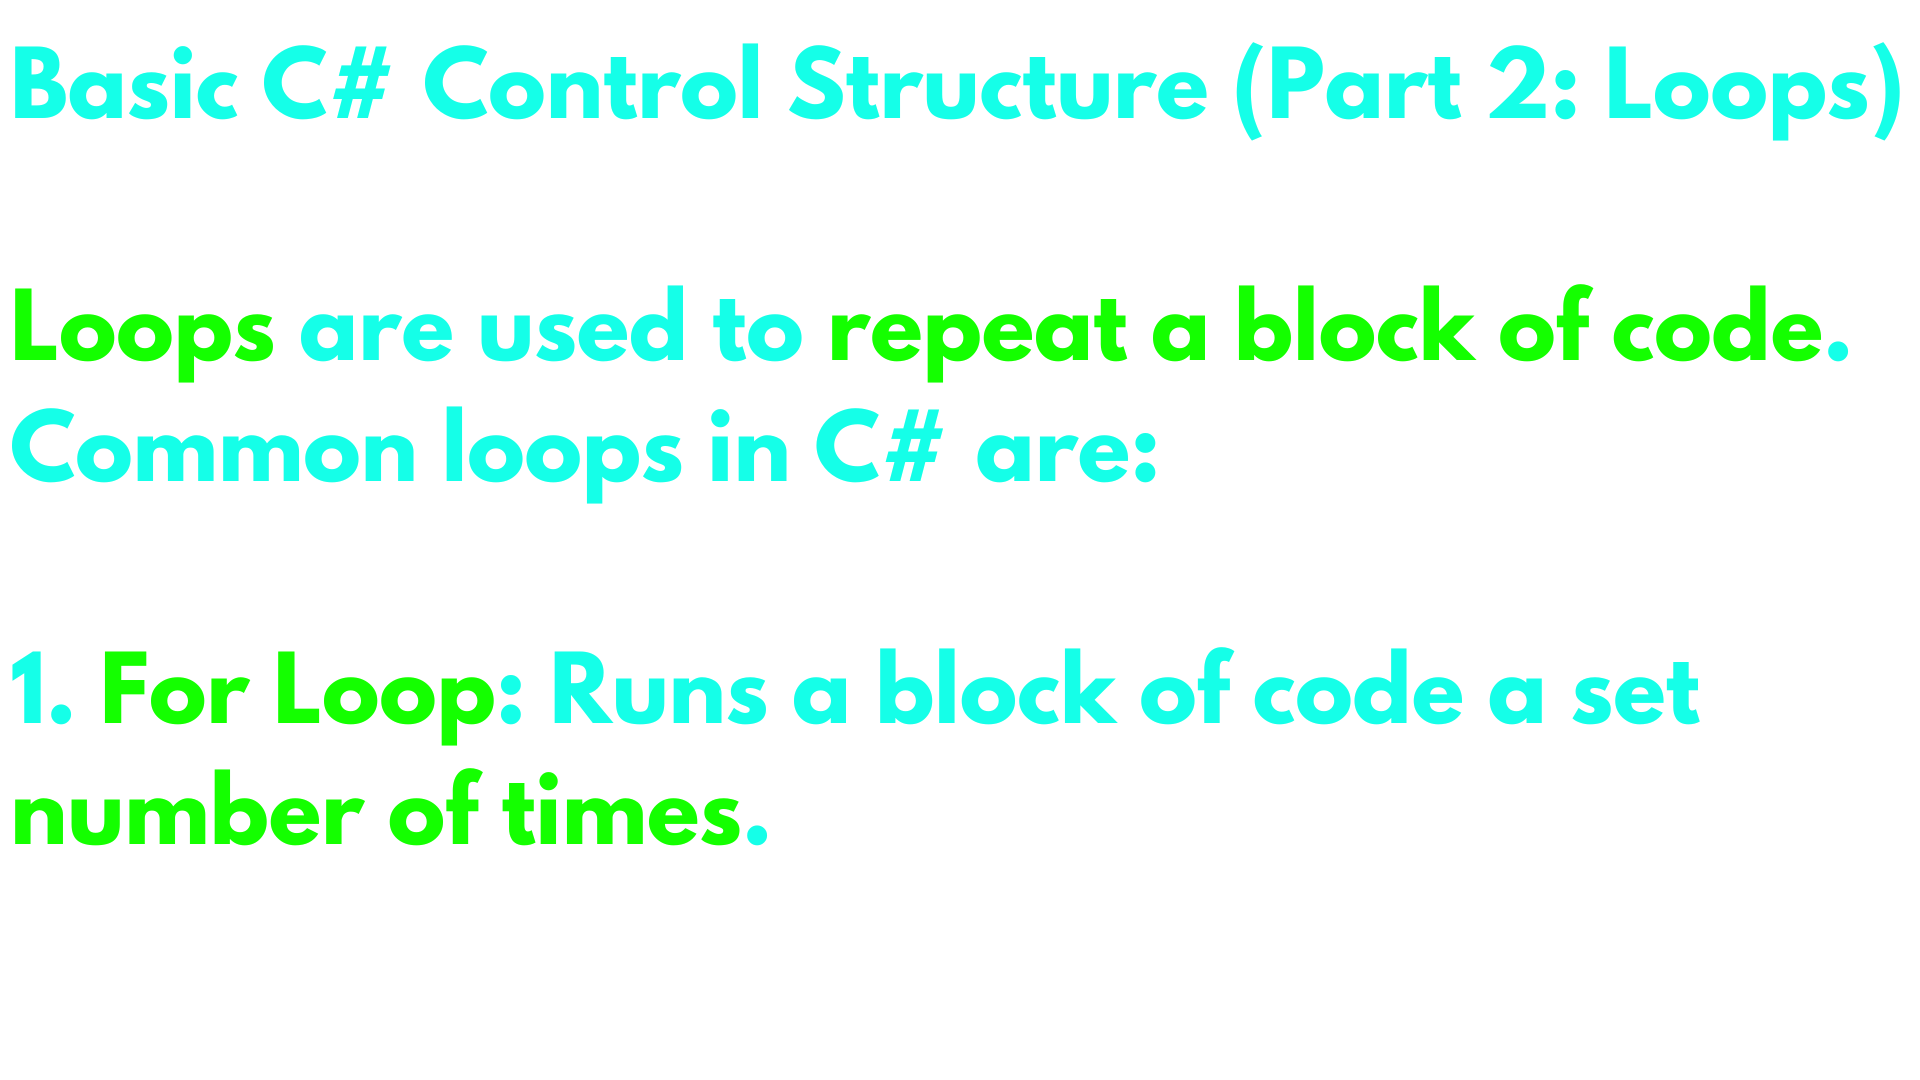 Basic C# Control Structure (Part 2: Loops)
Loops are used to repeat a block of code.
Common loops in C# are:
1. For Loop: Runs a block of code a set
number of times.